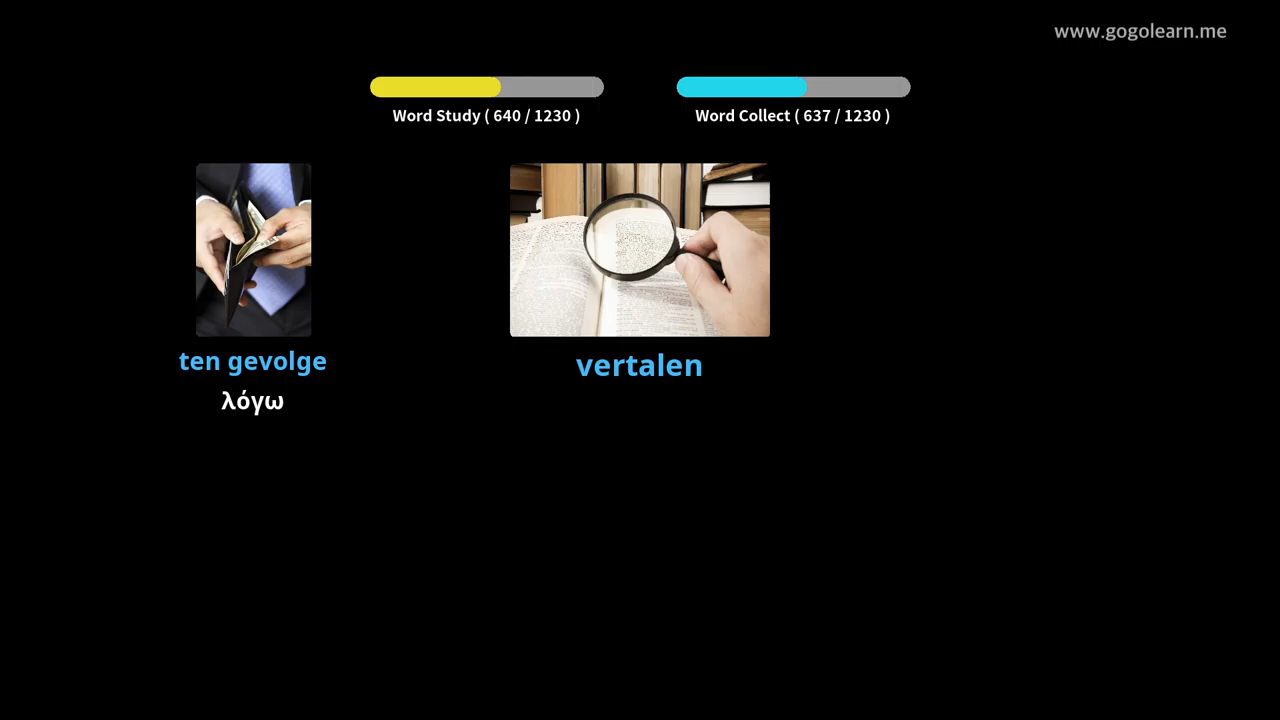 www.gogolearn.me
Word Study ( 640 / 1230 )
Word Collect ( 637 / 1230 )
ten gevolge
λόγω
vertalen